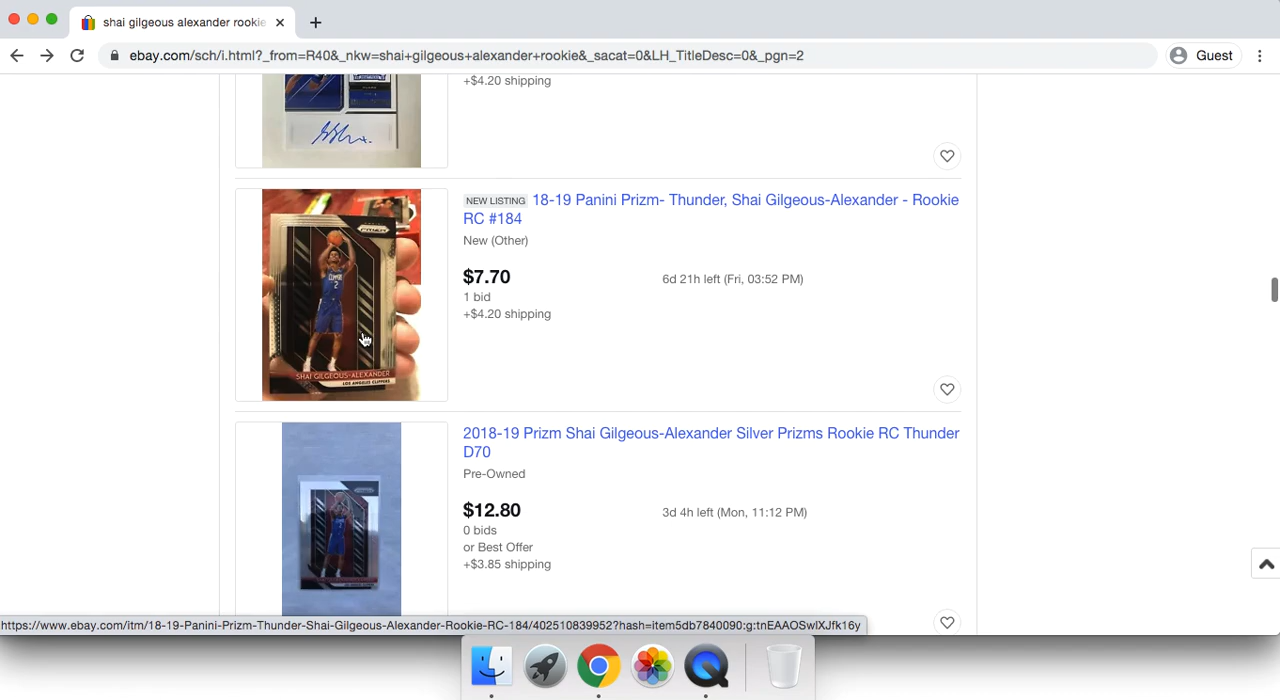 shai gilgeous alexander rookie
ebay.com/sch/i.html?_from=R40&_nkw=shai+gilgeous+alexander+rookie&_sacat=0&LH_TitleDesc=0&_pgn=2
Guest
+$4.20 shipping
NEW LISTING 18-19 Panini Prizm- Thunder, Shai Gilgeous-Alexander - Rookie
RC #184
New (Other)
$7.70
6d 21h left (Fri, 03:52 PM)
1 bid
+$4.20 shipping
PRIZM
CLIPPERS
2
SHAI GILGEOUS-ALEXANDER
LOS ANGELES CLIPPERS
2018-19 Prizm Shai Gilgeous-Alexander Silver Prizms Rookie RC Thunder
D70
Pre-Owned
$12.80
3d 4h left (Mon, 11:12 PM)
0 bids
or Best Offer
+$3.85 shipping
https://www.ebay.com/itm/18-19-Panini-Prizm-Thunder-Shai-Gilgeous-Alexander-Rookie-RC-184/402510839952?hash=item5db7840090:g:tnEAAOSwlXJfk16y